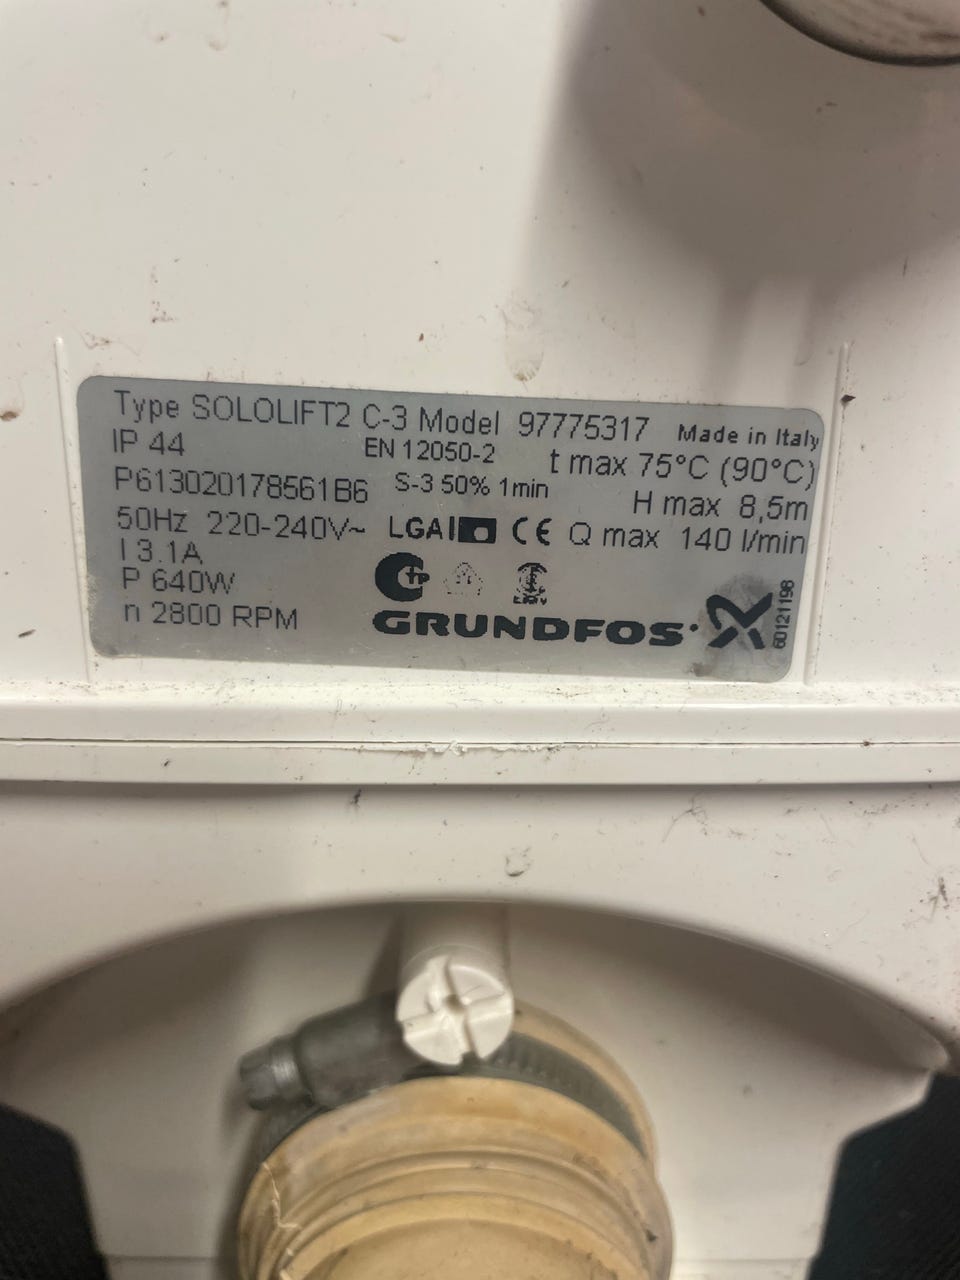 Type SOLOLIFT2 C-3 Model 97775317 Made in Italy
IP 44 EN 12050-2 t max 75°C (90°C)
P613020178561B6 S-3 50% 1min H max 8,5m
50Hz 220-240V~ LGA CE Q max 140 l/min
I 3.1A
P 640W
n 2800 RPM
GRUNDFOS
60121198